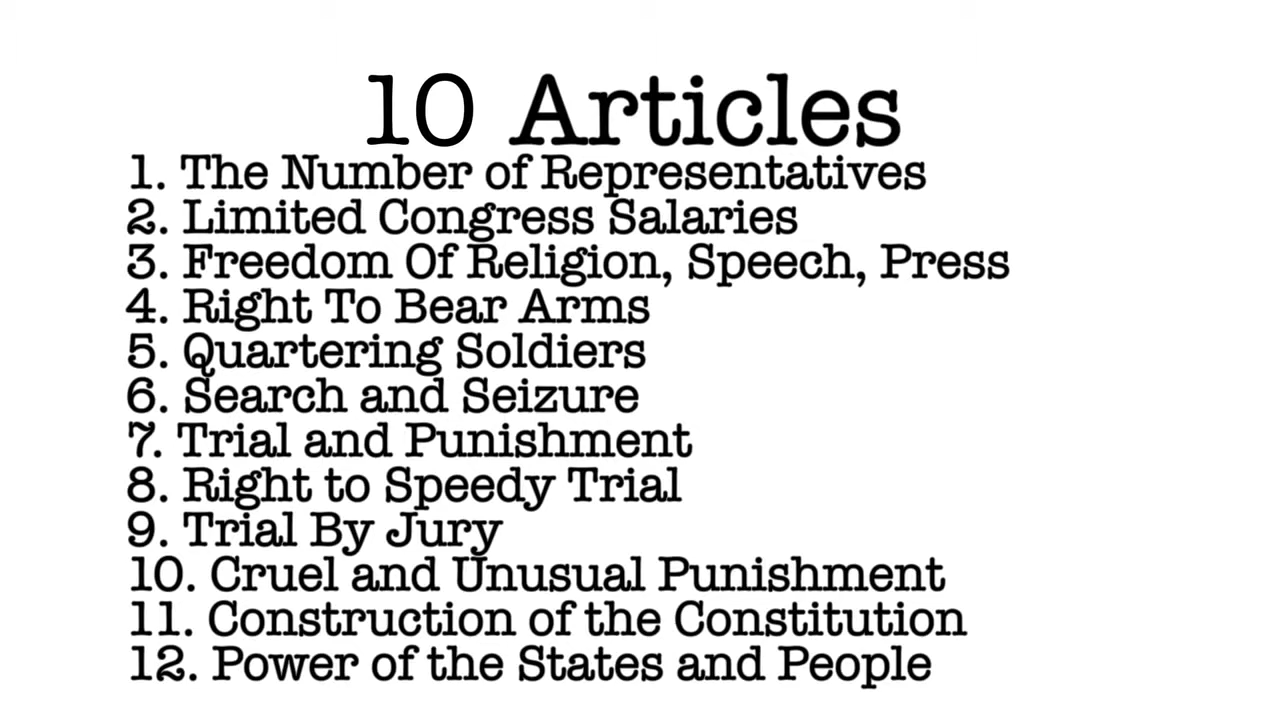 10 Articles
1. The Number of Representatives
2. Limited Congress Salaries
3. Freedom Of Religion, Speech, Press
4. Right To Bear Arms
5. Quartering Soldiers
6. Search and Seizure
7. Trial and Punishment
8. Right to Speedy Trial
9. Trial By Jury
10. Cruel and Unusual Punishment
11. Construction of the Constitution
12. Power of the States and People